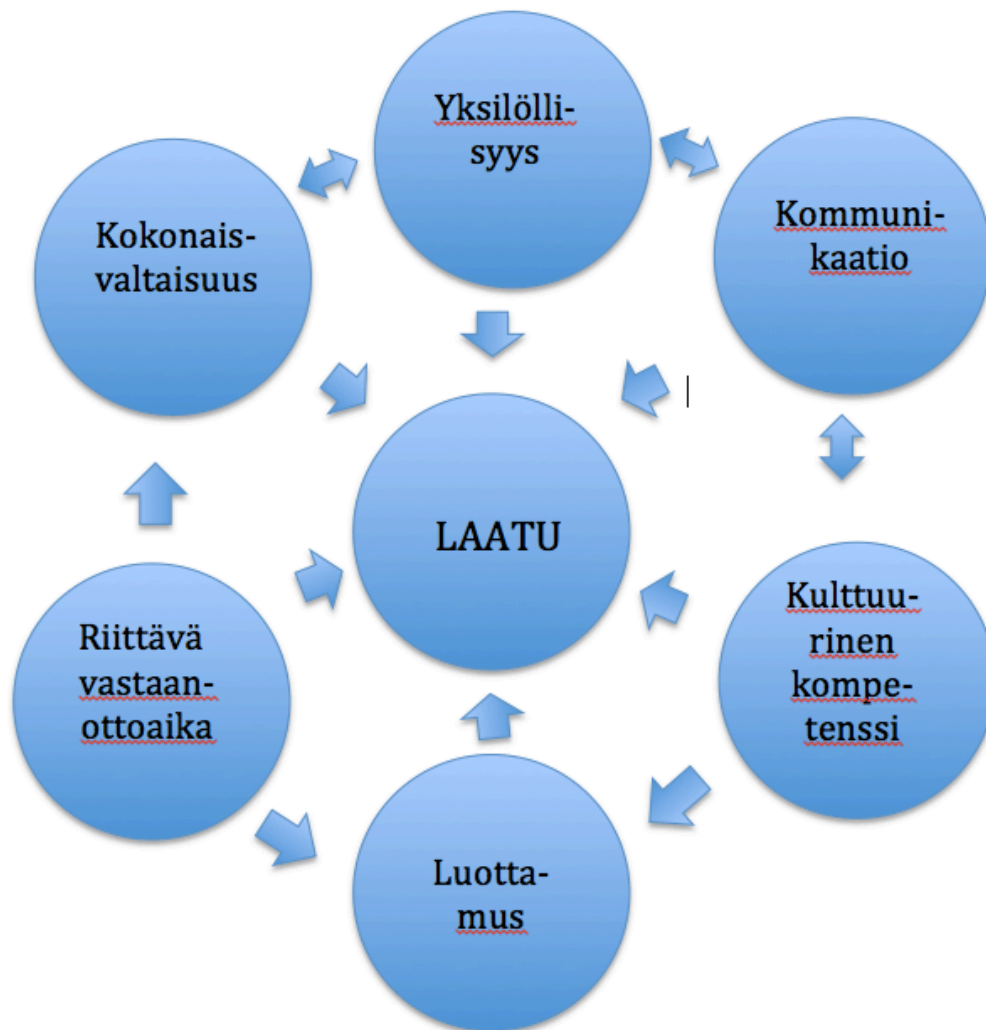 Yksilölli-
syys
Kommuni-
kaatio
Kokonais-
valtaisuus
LAATU
Kulttuu-
rinen
kompe-
tenssi
Riittävä
vastaan-
ottoaika
Luotta-
mus